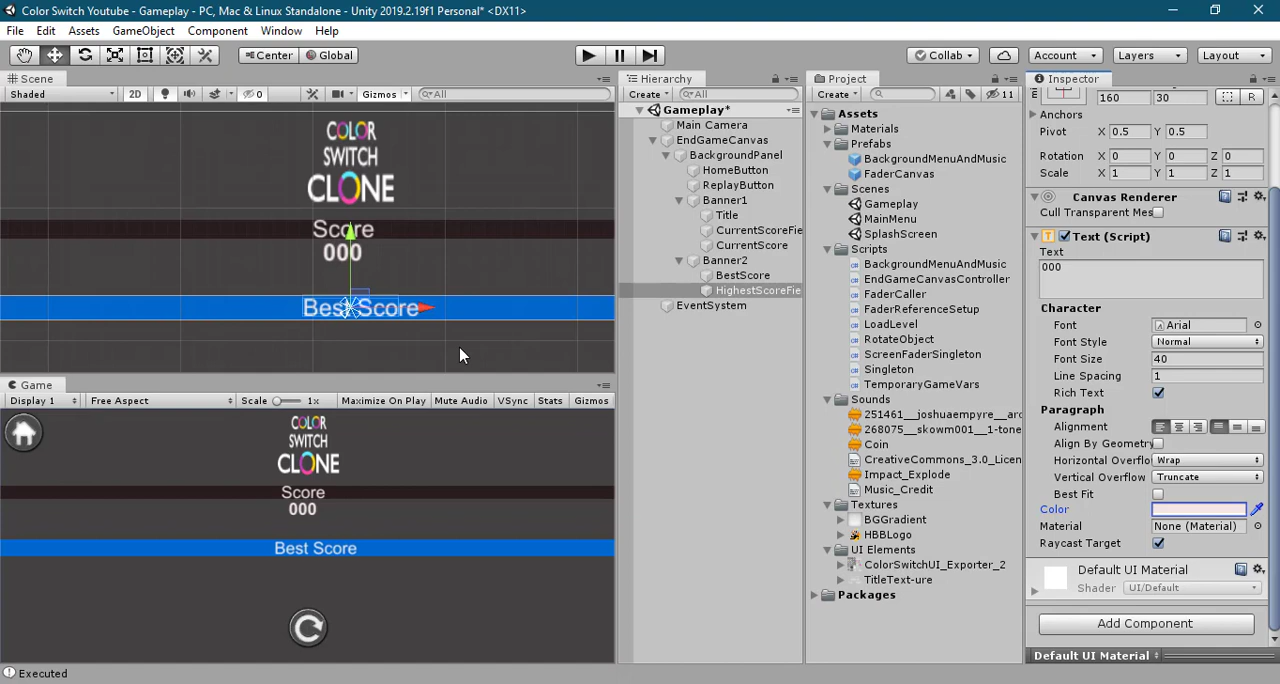 Color Switch Youtube - Gameplay - PC, Mac & Linux Standalone - Unity 2019.2.19f1 Personal* <DX11>
File Edit Assets GameObject Component Window Help
Center Global Collab Account Layers Layout
Scene
Shaded 2D 0 Gizmos All
COLOR
SWITCH
CLONE
Score
000
Best Score
Game
Display 1 Free Aspect Scale 1x Maximize On Play Mute Audio VSync Stats Gizmos
COLOR
SWITCH
CLONE
Score
000
Best Score
Executed
Hierarchy
Create All
Gameplay*
Main Camera
EndGameCanvas
BackgroundPanel
HomeButton
ReplayButton
Banner1
Title
CurrentScoreFie
CurrentScore
Banner2
BestScore
HighestScoreFie
EventSystem
Project
Create 11
Assets
Materials
Prefabs
BackgroundMenuAndMusic
FaderCanvas
Scenes
Gameplay
MainMenu
SplashScreen
Scripts
BackgroundMenuAndMusic
EndGameCanvasController
FaderCaller
FaderReferenceSetup
LoadLevel
RotateObject
ScreenFaderSingleton
Singleton
TemporaryGameVars
Sounds
251461__joshuaempyre__arc
268075__skowm001__1-tone
Coin
CreativeCommons_3.0_Licen
Impact_Explode
Music_Credit
Textures
BGGradient
HBBLogo
UI Elements
ColorSwitchUI_Exporter_2
TitleText-ure
Packages
Inspector
160 30 R
Anchors
Pivot X 0.5 Y 0.5
Rotation X 0 Y 0 Z 0
Scale X 1 Y 1 Z 1
Canvas Renderer
Cull Transparent Mes
Text (Script)
Text
000
Character
Font Arial
Font Style Normal
Font Size 40
Line Spacing 1
Rich Text
Paragraph
Alignment
Align By Geometry
Horizontal Overflo Wrap
Vertical Overflow Truncate
Best Fit
Color
Material None (Material)
Raycast Target
Default UI Material
Shader UI/Default
Add Component
Default UI Material